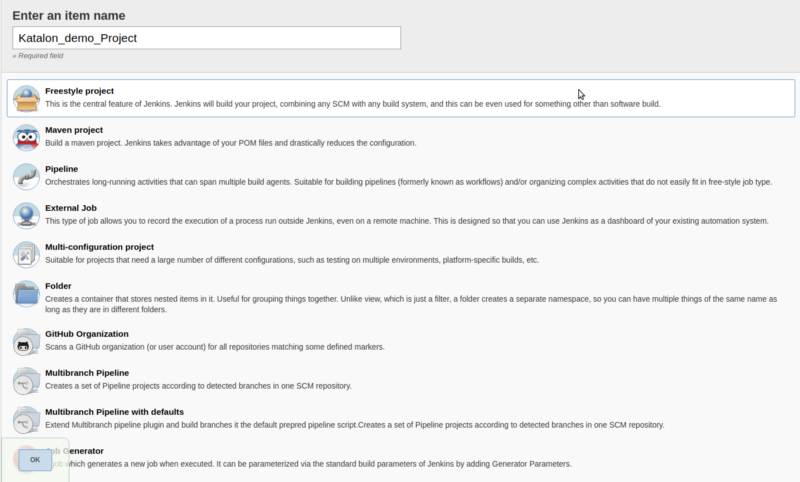 Enter an item name
Katalon_demo_Project
» Required field
Freestyle project
This is the central feature of Jenkins. Jenkins will build your project, combining any SCM with any build system, and this can be even used for something other than software build.
Maven project
Build a maven project. Jenkins takes advantage of your POM files and drastically reduces the configuration.
Pipeline
Orchestrates long-running activities that can span multiple build agents. Suitable for building pipelines (formerly known as workflows) and/or organizing complex activities that do not easily fit in free-style job type.
External Job
This type of job allows you to record the execution of a process run outside Jenkins, even on a remote machine. This is designed so that you can use Jenkins as a dashboard of your existing automation system.
Multi-configuration project
Suitable for projects that need a large number of different configurations, such as testing on multiple environments, platform-specific builds, etc.
Folder
Creates a container that stores nested items in it. Useful for grouping things together. Unlike view, which is just a filter, a folder creates a separate namespace, so you can have multiple things of the same name as
long as they are in different folders.
GitHub Organization
Scans a GitHub organization (or user account) for all repositories matching some defined markers.
Multibranch Pipeline
Creates a set of Pipeline projects according to detected branches in one SCM repository.
Multibranch Pipeline with defaults
Extend Multibranch pipeline plugin and build branches it the default prepred pipeline script.Creates a set of Pipeline projects according to detected branches in one SCM repository.
Generator
OK
which generates a new job when executed. It can be parameterized via the standard build parameters of Jenkins by adding Generator Parameters.